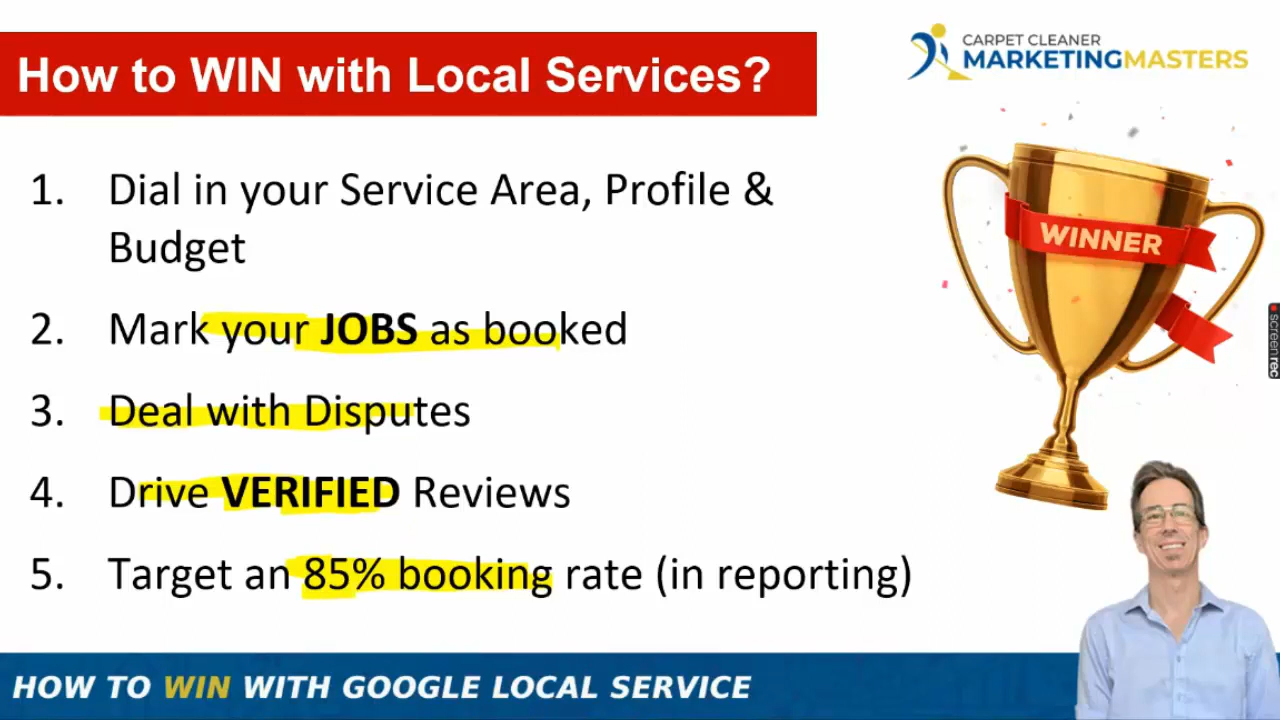 How to WIN with Local Services?
CARPET CLEANER
MARKETINGMASTERS
1. Dial in your Service Area, Profile &
Budget
2. Mark your JOBS as booked
3. Deal with Disputes
4. Drive VERIFIED Reviews
5. Target an 85% booking rate (in reporting)
WINNER
screenrec
HOW TO WIN WITH GOOGLE LOCAL SERVICE